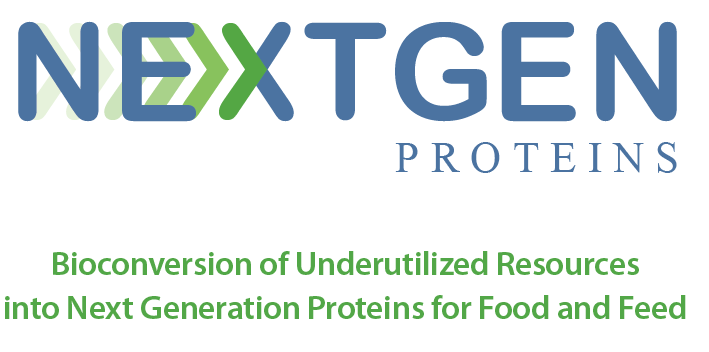 NEXTGEN
PROTEINS
Bioconversion of Underutilized Resources
into Next Generation Proteins for Food and Feed